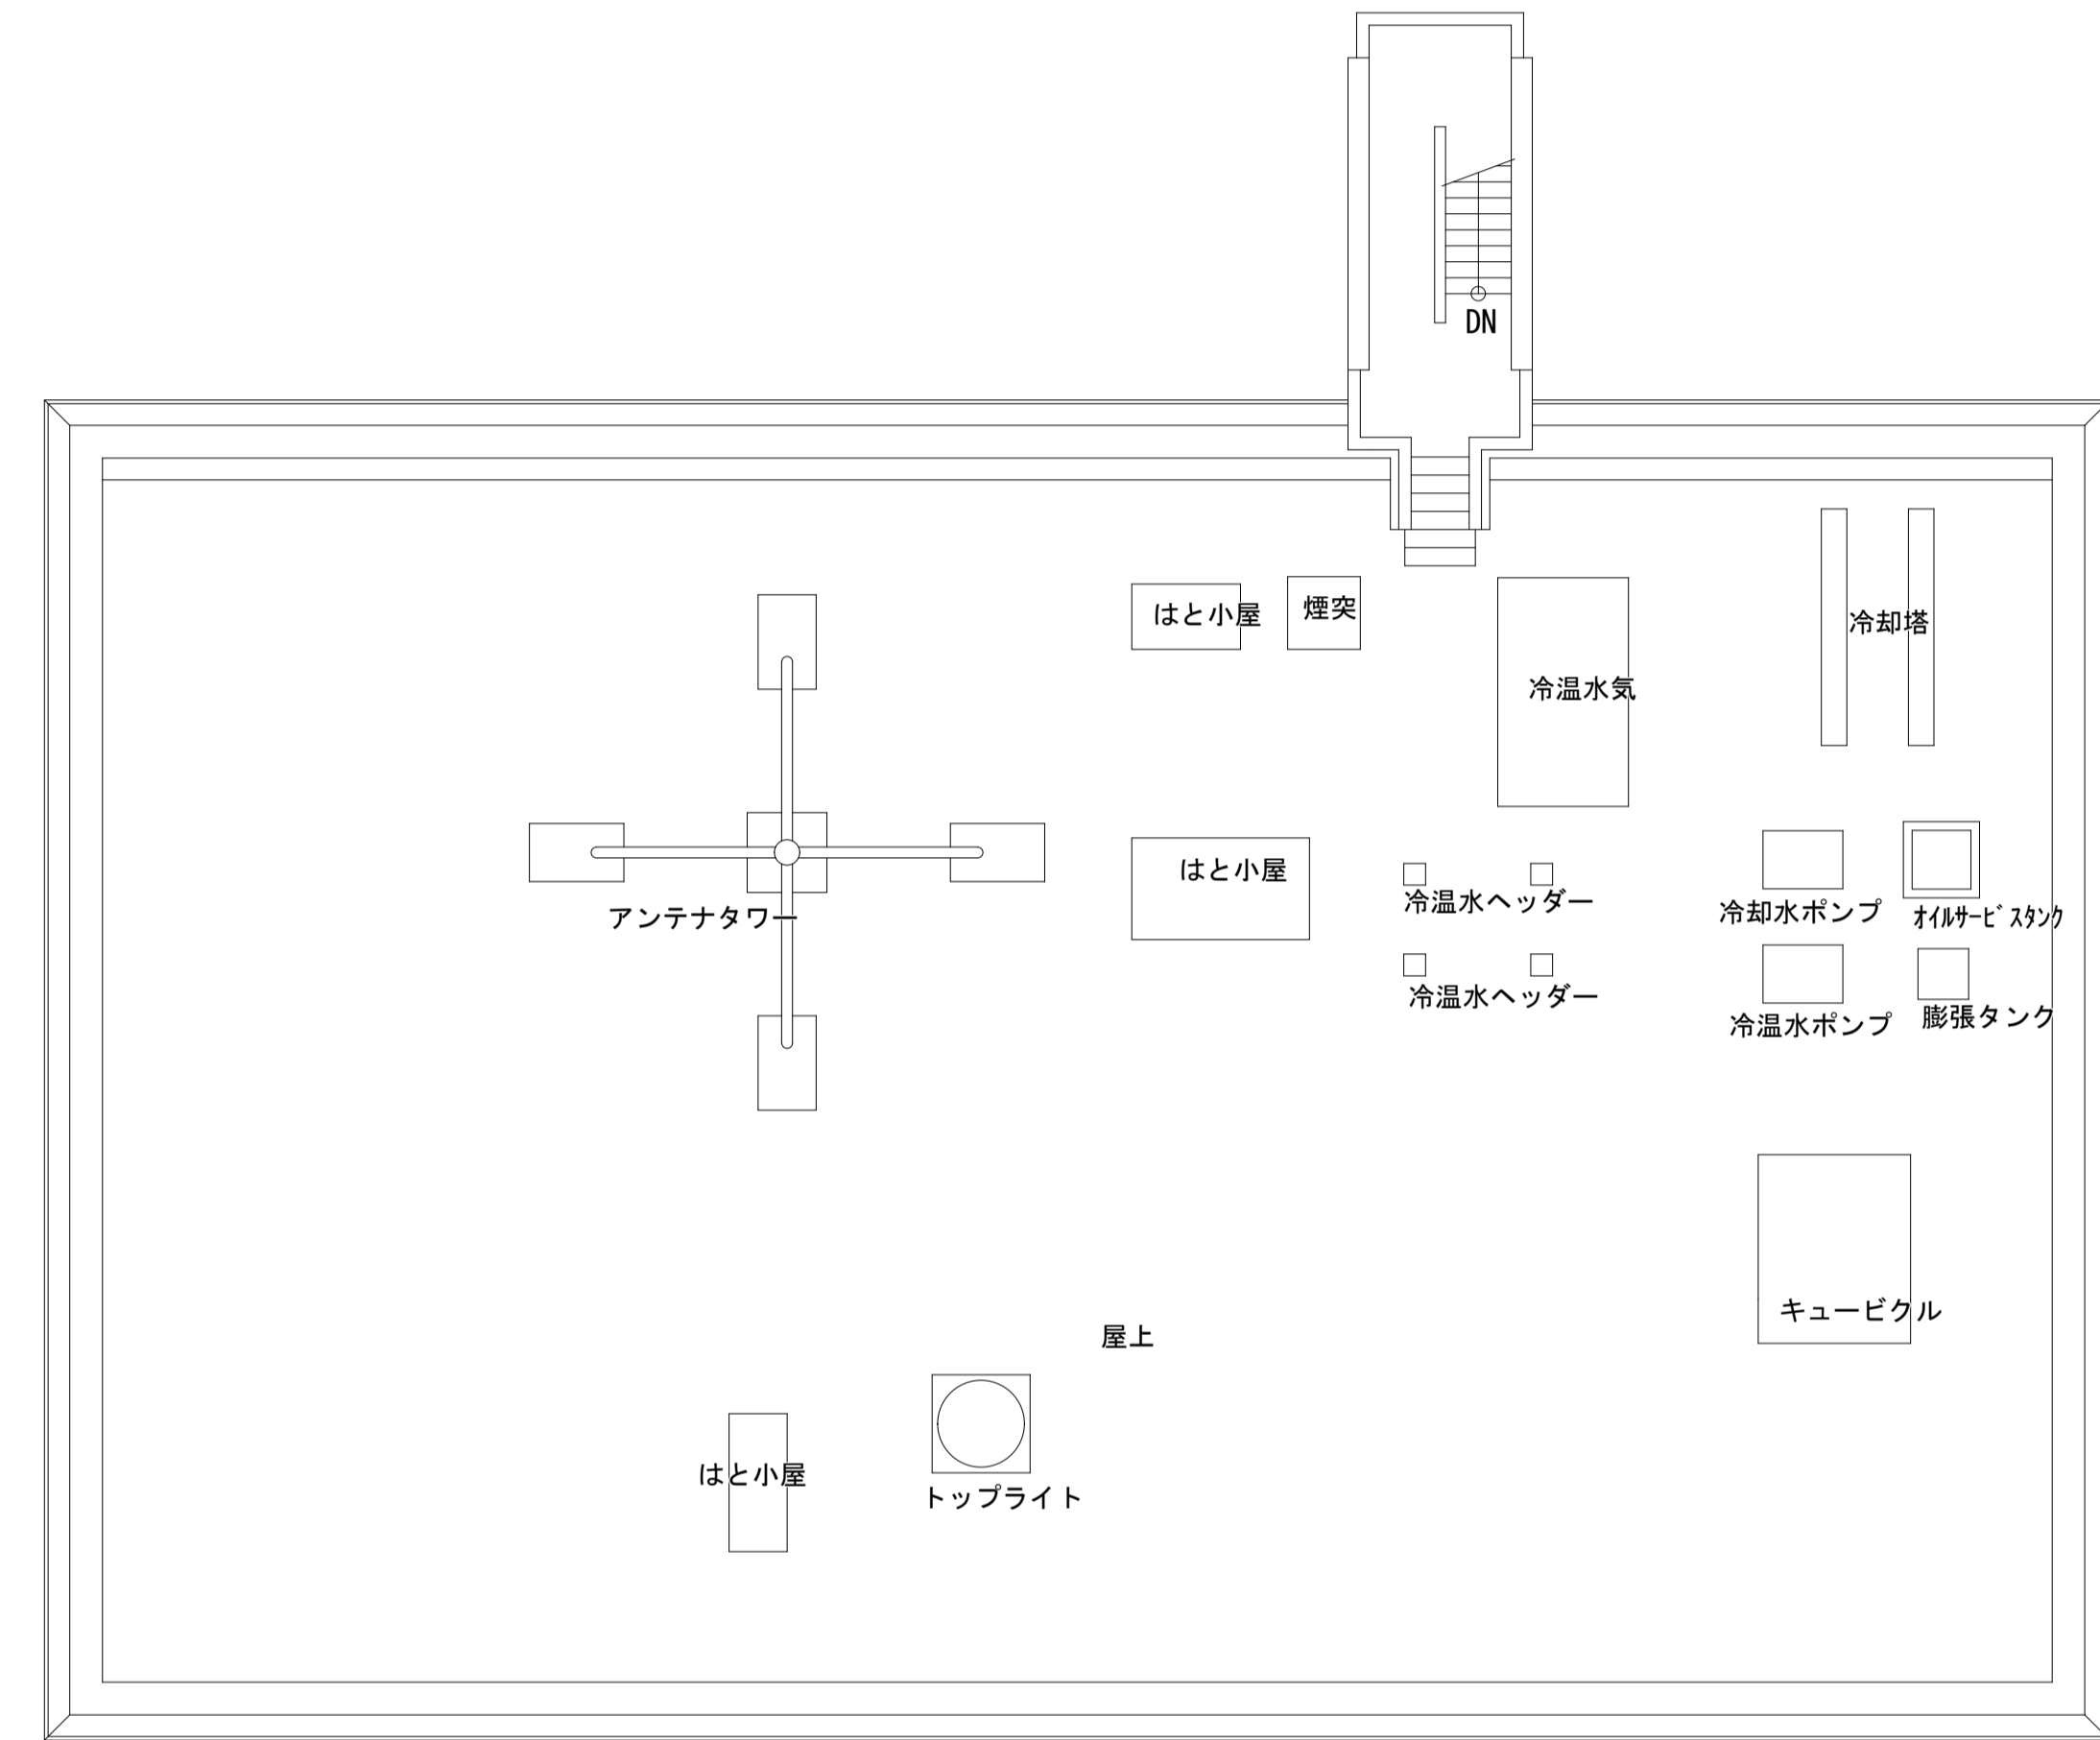 DN
はと小屋
煙突
冷却塔
冷温水気
はと小屋
冷温水ヘッダー
アンテナタワー
冷却水ポンプ
オイルサービスタンク
冷温水ヘッダー
冷温水ポンプ
膨張タンク
キュービクル
屋上
はと小屋
トップライト